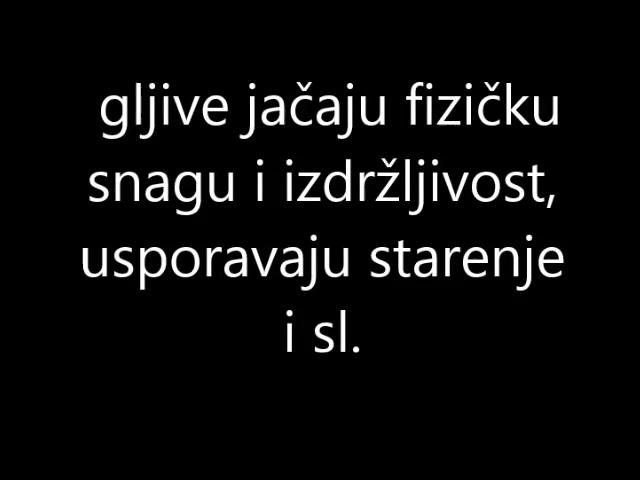 gljive jačaju fizičku
snagu i izdržljivost,
usporavaju starenje
i sl.